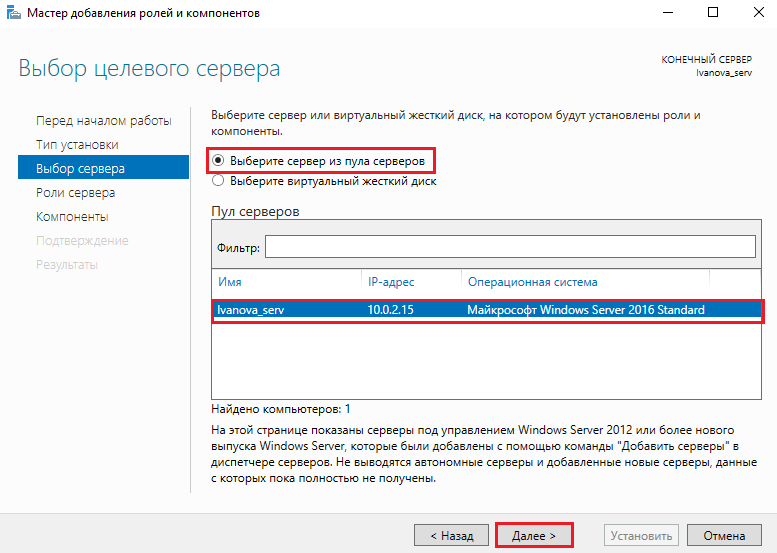 Мастер добавления ролей и компонентов
Выбор целевого сервера
КОНЕЧНЫЙ СЕРВЕР
Ivanova_serv
Перед началом работы
Тип установки
Выбор сервера
Роли сервера
Компоненты
Подтверждение
Результаты
Выберите сервер или виртуальный жесткий диск, на котором будут установлены роли и
компоненты.
Выберите сервер из пула серверов
Выберите виртуальный жесткий диск
Пул серверов
Фильтр:
Имя IP-адрес Операционная система
Ivanova_serv 10.0.2.15 Майкрософт Windows Server 2016 Standard
Найдено компьютеров: 1
На этой странице показаны серверы под управлением Windows Server 2012 или более нового
выпуска Windows Server, которые были добавлены с помощью команды "Добавить серверы" в
диспетчере серверов. Не выводятся автономные серверы и добавленные новые серверы, данные
с которых пока полностью не получены.
< Назад Далее > Установить Отмена